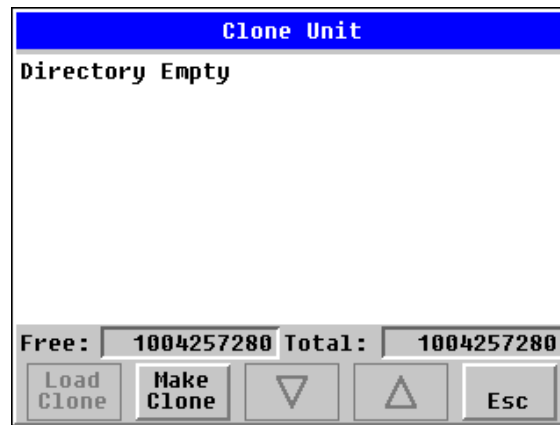 Clone Unit
Directory Empty
Free: 1004257280 Total: 1004257280
Load Clone
Make Clone
Esc